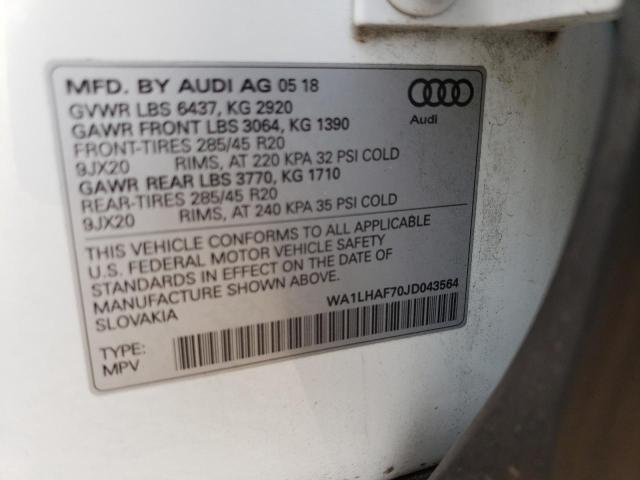 MFD. BY AUDI AG 05 18
GVWR LBS 6437, KG 2920
GAWR FRONT LBS 3064, KG 1390
FRONT-TIRES 285/45 R20
9JX20 RIMS, AT 220 KPA 32 PSI COLD
GAWR REAR LBS 3770, KG 1710
REAR-TIRES 285/45 R20
9JX20 RIMS, AT 240 KPA 35 PSI COLD
Audi
THIS VEHICLE CONFORMS TO ALL APPLICABLE
U.S. FEDERAL MOTOR VEHICLE SAFETY
STANDARDS IN EFFECT ON THE DATE OF
MANUFACTURE SHOWN ABOVE.
SLOVAKIA
WA1LHAF70JD043564
TYPE:
MPV